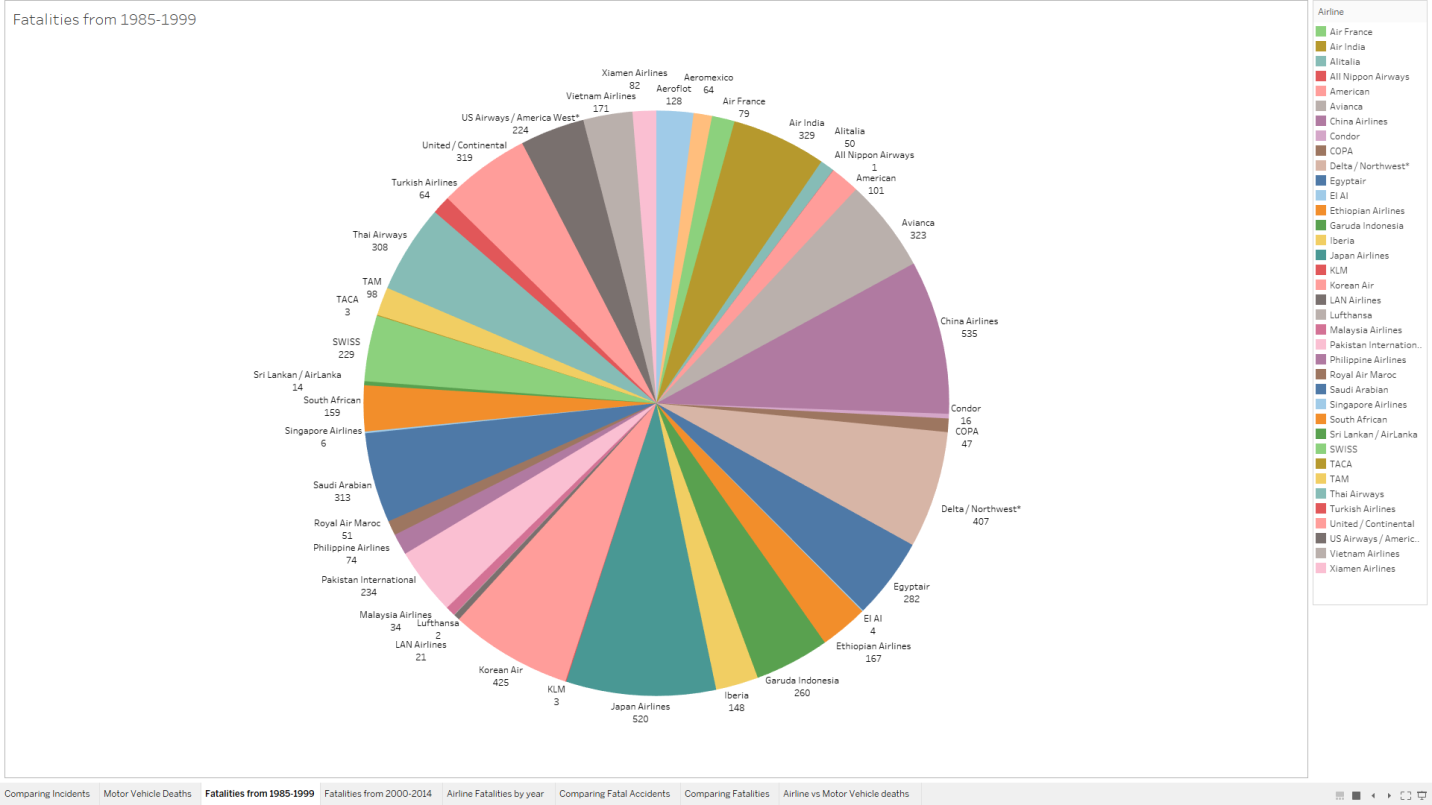 Fatalities from 1985-1999
Xiamen Airlines
82
Aeroflot
128
Aeromexico
64
Air France
79
Air India
329
Alitalia
50
All Nippon Airways
1
American
101
Avianca
323
China Airlines
535
Condor
16
COPA
47
Delta / Northwest*
407
Egyptair
282
El Al
4
Ethiopian Airlines
167
Garuda Indonesia
260
Iberia
148
Japan Airlines
520
KLM
3
Korean Air
425
LAN Airlines
21
Lufthansa
2
Malaysia Airlines
34
Pakistan International
234
Philippine Airlines
74
Royal Air Maroc
51
Saudi Arabian
313
Singapore Airlines
6
South African
159
Sri Lankan / AirLanka
14
SWISS
229
TACA
3
TAM
98
Thai Airways
308
Turkish Airlines
64
United / Continental
319
US Airways / America West*
224
Vietnam Airlines
171
Airline
Air France
Air India
Alitalia
All Nippon Airways
American
Avianca
China Airlines
Condor
COPA
Delta / Northwest*
Egyptair
El Al
Ethiopian Airlines
Garuda Indonesia
Iberia
Japan Airlines
KLM
Korean Air
LAN Airlines
Lufthansa
Malaysia Airlines
Pakistan Internation..
Philippine Airlines
Royal Air Maroc
Saudi Arabian
Singapore Airlines
South African
Sri Lankan / AirLanka
SWISS
TACA
TAM
Thai Airways
Turkish Airlines
United / Continental
US Airways / Americ..
Vietnam Airlines
Xiamen Airlines
Comparing Incidents
Motor Vehicle Deaths
Fatalities from 1985-1999
Fatalities from 2000-2014
Airline Fatalities by year
Comparing Fatal Accidents
Comparing Fatalities
Airline vs Motor Vehicle deaths